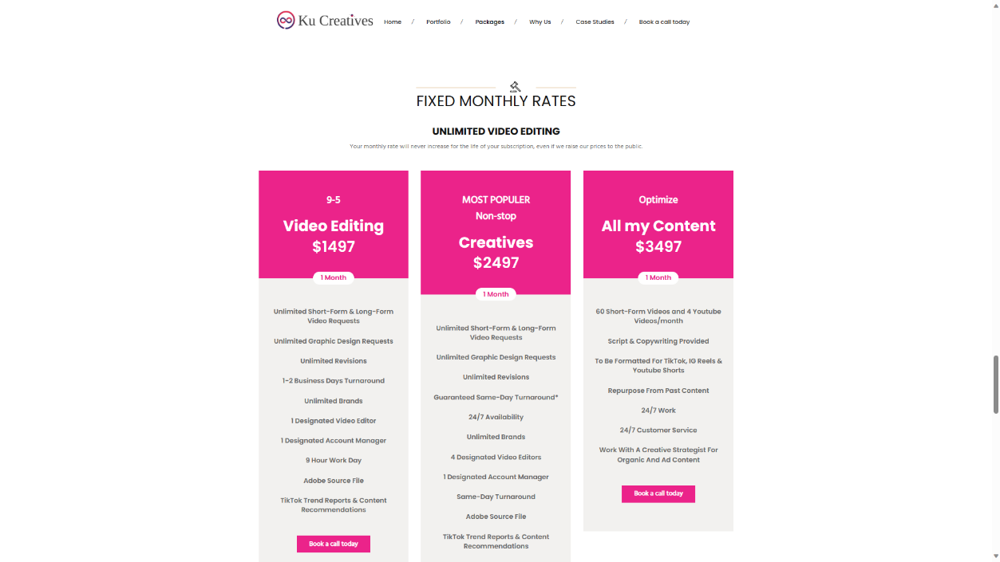 Ku Creatives
Home / Portfolio / Packages / Why Us / Case Studies / Book a call today
FIXED MONTHLY RATES
UNLIMITED VIDEO EDITING
Your monthly rate will never increase for the life of your subscription, even if we raise our prices to the public.
9-5
Video Editing
$1497
1 Month
Unlimited Short-Form & Long-Form
Video Requests
Unlimited Graphic Design Requests
Unlimited Revisions
1-2 Business Days Turnaround
Unlimited Brands
1 Designated Video Editor
1 Designated Account Manager
9 Hour Work Day
Adobe Source File
TikTok Trend Reports & Content
Recommendations
Book a call today
MOST POPULER
Non-stop
Creatives
$2497
1 Month
Unlimited Short-Form & Long-Form
Video Requests
Unlimited Graphic Design Requests
Unlimited Revisions
Guaranteed Same-Day Turnaround*
24/7 Availability
Unlimited Brands
4 Designated Video Editors
1 Designated Account Manager
Same-Day Turnaround
Adobe Source File
TikTok Trend Reports & Content
Recommendations
Optimize
All my Content
$3497
1 Month
60 Short-Form Videos and 4 Youtube
Videos/month
Script & Copywriting Provided
To Be Formatted For TikTok, IG Reels &
Youtube Shorts
Repurpose From Past Content
24/7 Work
24/7 Customer Service
Work With A Creative Strategist For
Organic And Ad Content
Book a call today